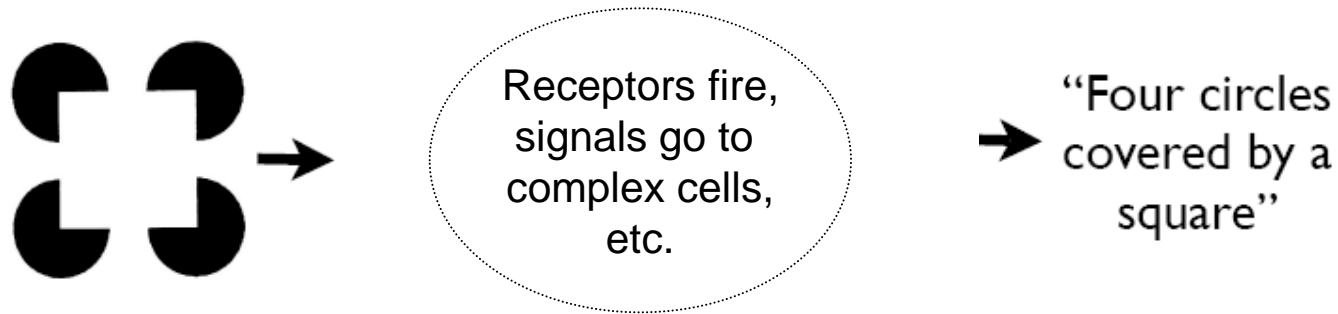 Receptors fire,
signals go to
complex cells,
etc.
“Four circles
covered by a
square”